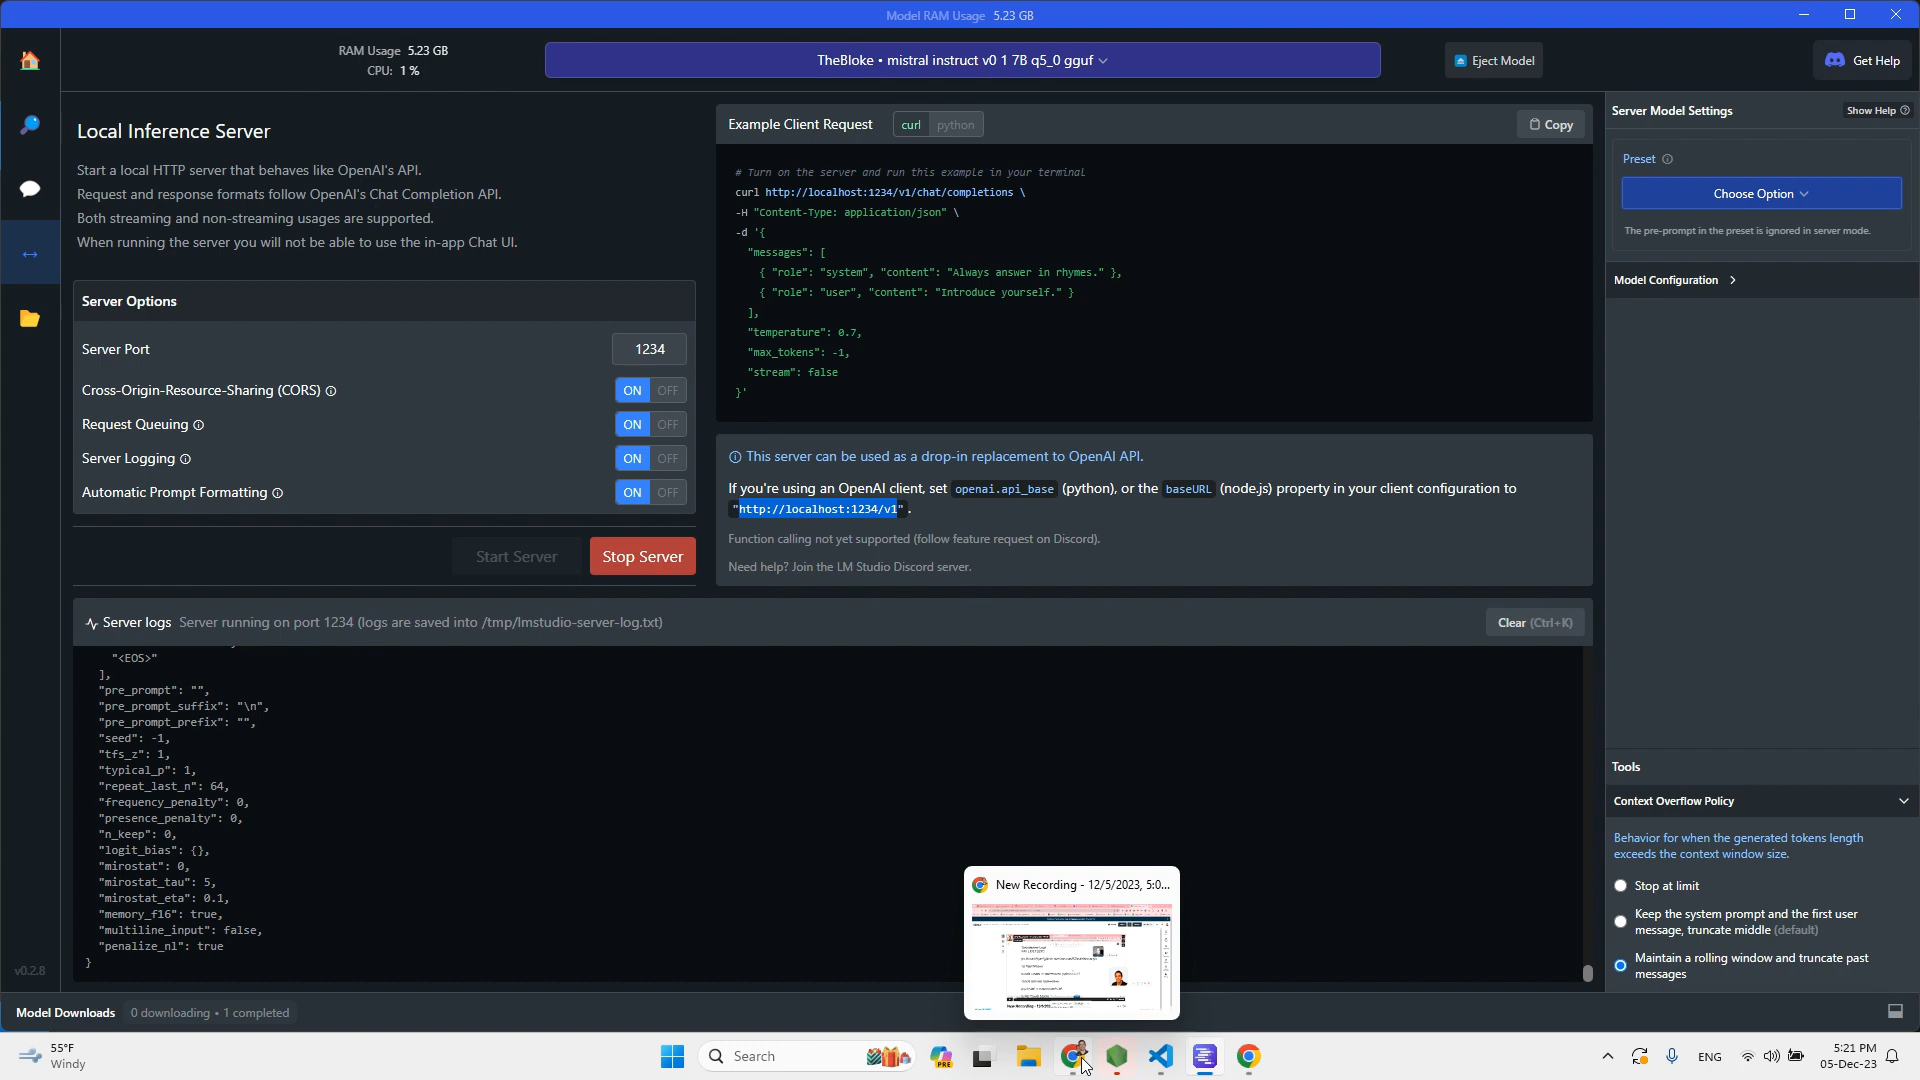 Model RAM Usage 5.23 GB
RAM Usage 5.23 GB
CPU: 1 %
TheBloke • mistral instruct v0 1 7B q5_0 gguf
Eject Model
Get Help
Local Inference Server
Start a local HTTP server that behaves like OpenAI's API.
Request and response formats follow OpenAI's Chat Completion API.
Both streaming and non-streaming usages are supported.
When running the server you will not be able to use the in-app Chat UI.
Server Options
Server Port 1234
Cross-Origin-Resource-Sharing (CORS) ON OFF
Request Queuing ON OFF
Server Logging ON OFF
Automatic Prompt Formatting ON OFF
Start Server Stop Server
Example Client Request curl python Copy
# Turn on the server and run this example in your terminal
curl http://localhost:1234/v1/chat/completions \
-H "Content-Type: application/json" \
-d '{
"messages": [
{ "role": "system", "content": "Always answer in rhymes." },
{ "role": "user", "content": "Introduce yourself." }
],
"temperature": 0.7,
"max_tokens": -1,
"stream": false
}'
This server can be used as a drop-in replacement to OpenAI API.
If you're using an OpenAI client, set openai.api_base (python), or the baseURL (node.js) property in your client configuration to
"http://localhost:1234/v1".
Function calling not yet supported (follow feature request on Discord).
Need help? Join the LM Studio Discord server.
Server Model Settings Show Help
Preset
Choose Option
The pre-prompt in the preset is ignored in server mode.
Model Configuration
Server logs Server running on port 1234 (logs are saved into /tmp/lmstudio-server-log.txt) Clear (Ctrl+K)
"<EOS>"
],
"pre_prompt": "",
"pre_prompt_suffix": "\n",
"pre_prompt_prefix": "",
"seed": -1,
"tfs_z": 1,
"typical_p": 1,
"repeat_last_n": 64,
"frequency_penalty": 0,
"presence_penalty": 0,
"n_keep": 0,
"logit_bias": {},
"mirostat": 0,
"mirostat_tau": 5,
"mirostat_eta": 0.1,
"memory_f16": true,
"multiline_input": false,
"penalize_nl": true
}
Tools
Context Overflow Policy
Behavior for when the generated tokens length
exceeds the context window size.
Stop at limit
Keep the system prompt and the first user
message, truncate middle (default)
Maintain a rolling window and truncate past
messages
New Recording - 12/5/2023, 5:0...
v0.2.8
Model Downloads 0 downloading • 1 completed
55°F
Windy
Search
PRE
ENG
5:21 PM
05-Dec-23